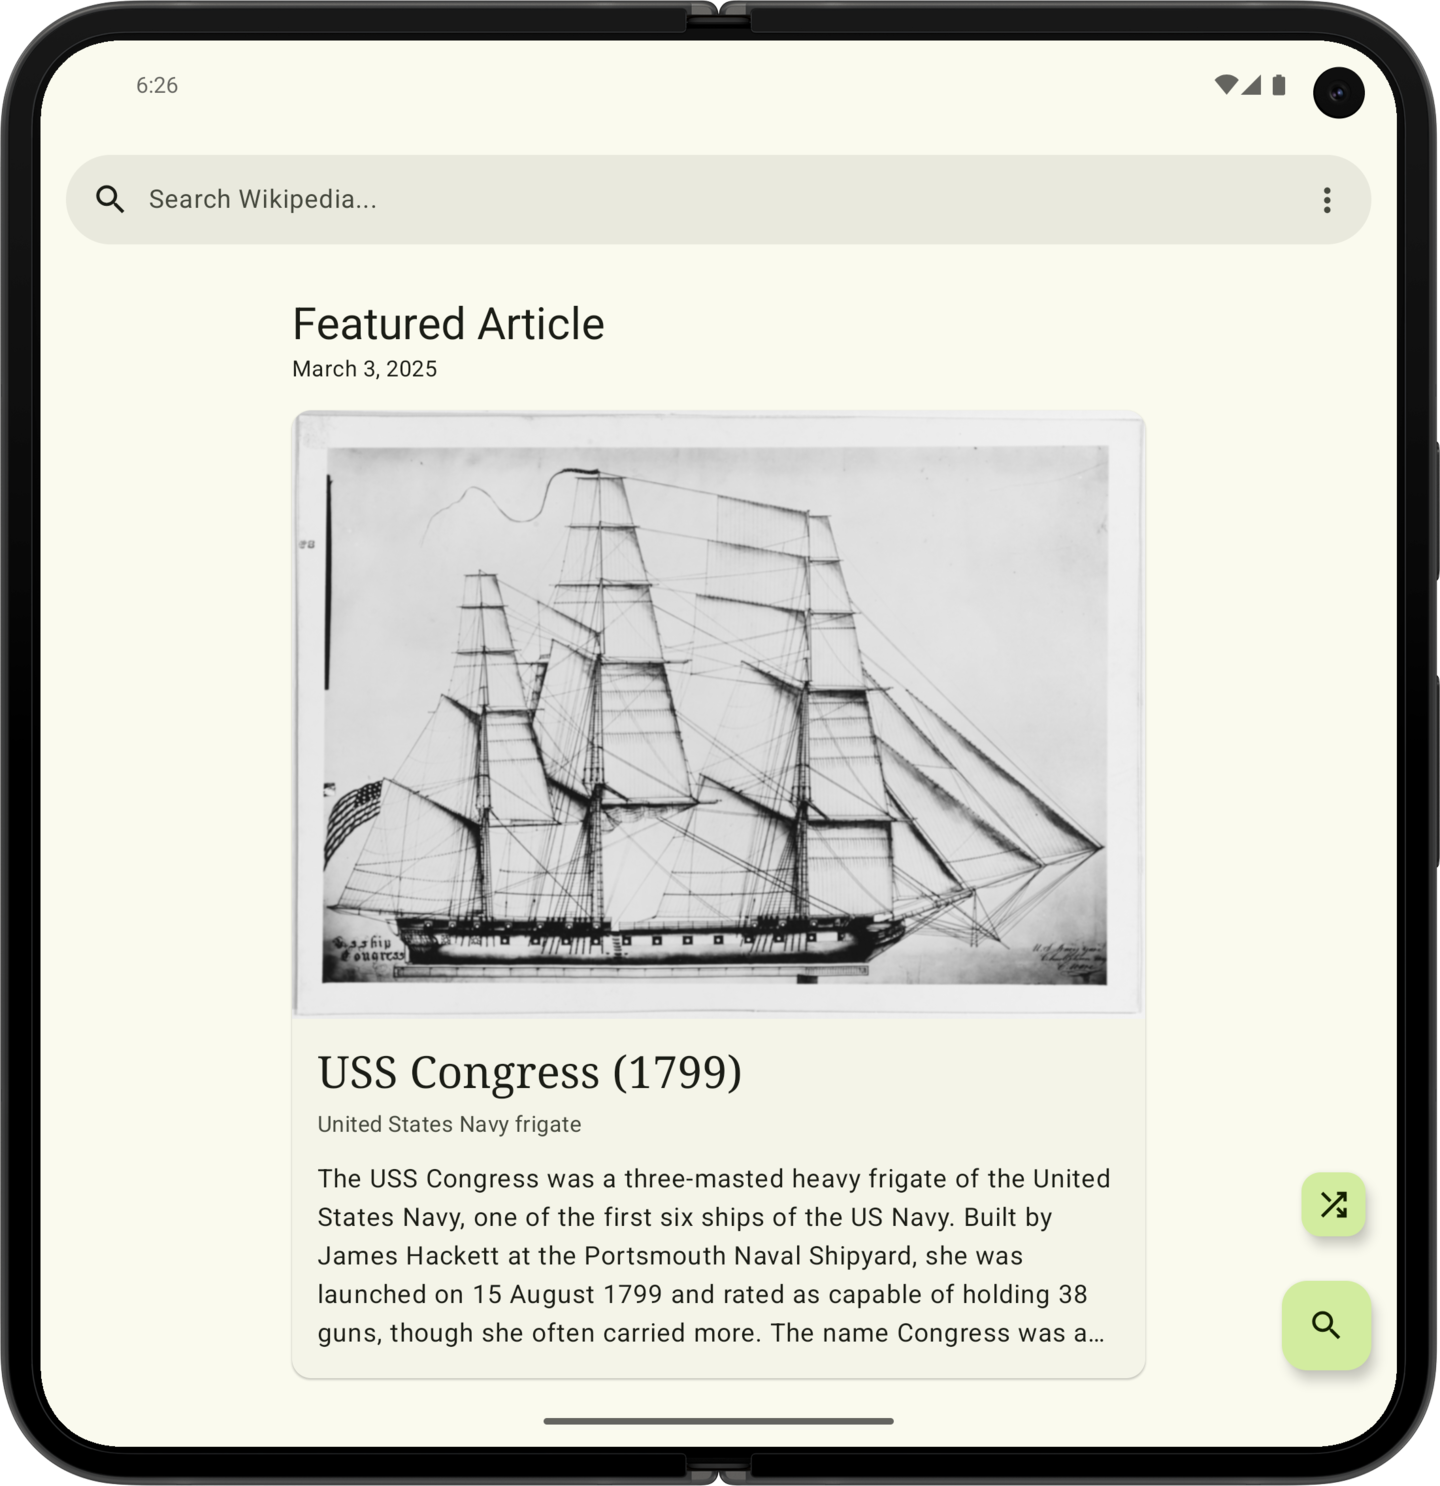 6:26
Search Wikipedia...
Featured Article
March 3, 2025
Congress
USS Congress (1799)
United States Navy frigate
The USS Congress was a three-masted heavy frigate of the United
States Navy, one of the first six ships of the US Navy. Built by
James Hackett at the Portsmouth Naval Shipyard, she was
launched on 15 August 1799 and rated as capable of holding 38
guns, though she often carried more. The name Congress was a…